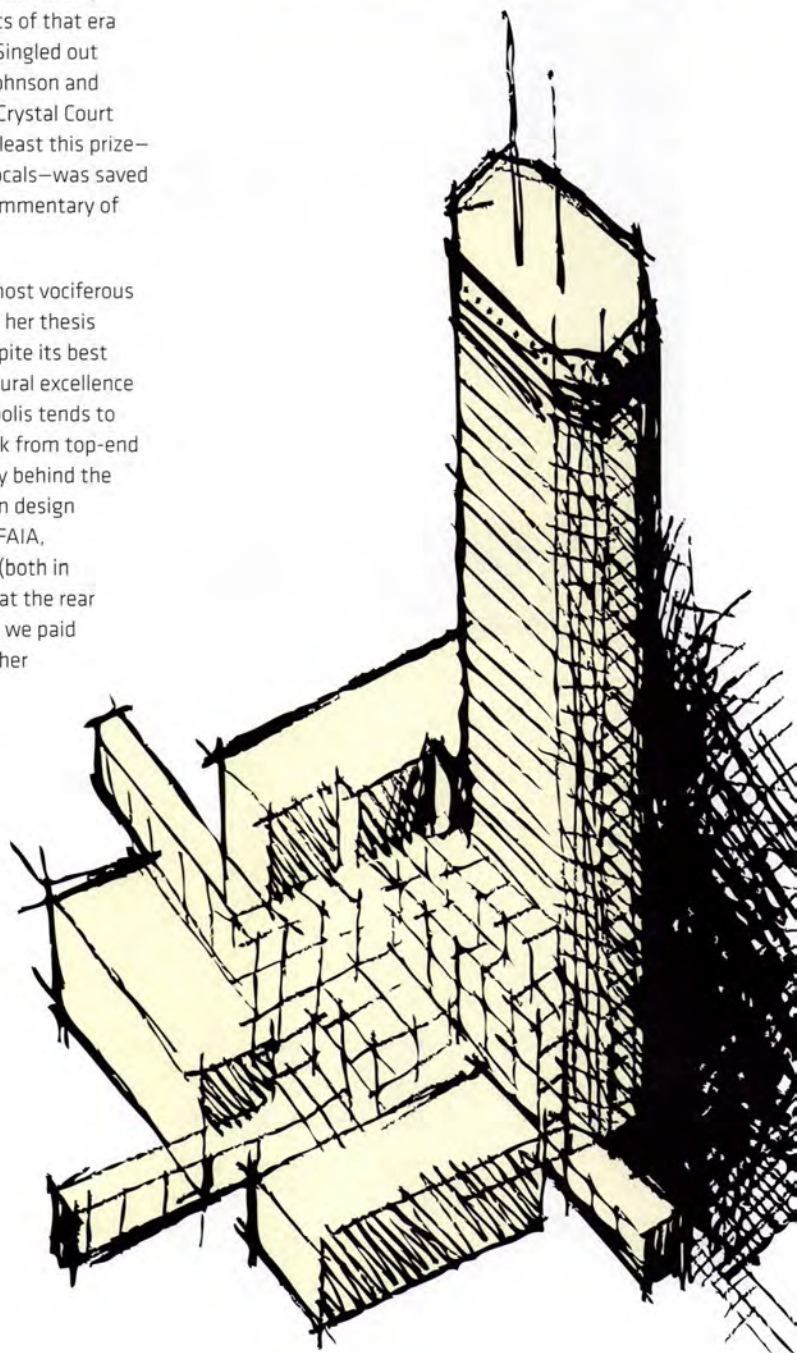 ts of that era
Singled out
ohnson and
Crystal Court
least this prize—
ocals—was saved
mmentary of
nost vociferous
her thesis
pite its best
ural excellence
polis tends to
k from top-end
y behind the
n design
FAIA,
(both in
at the rear
we paid
her